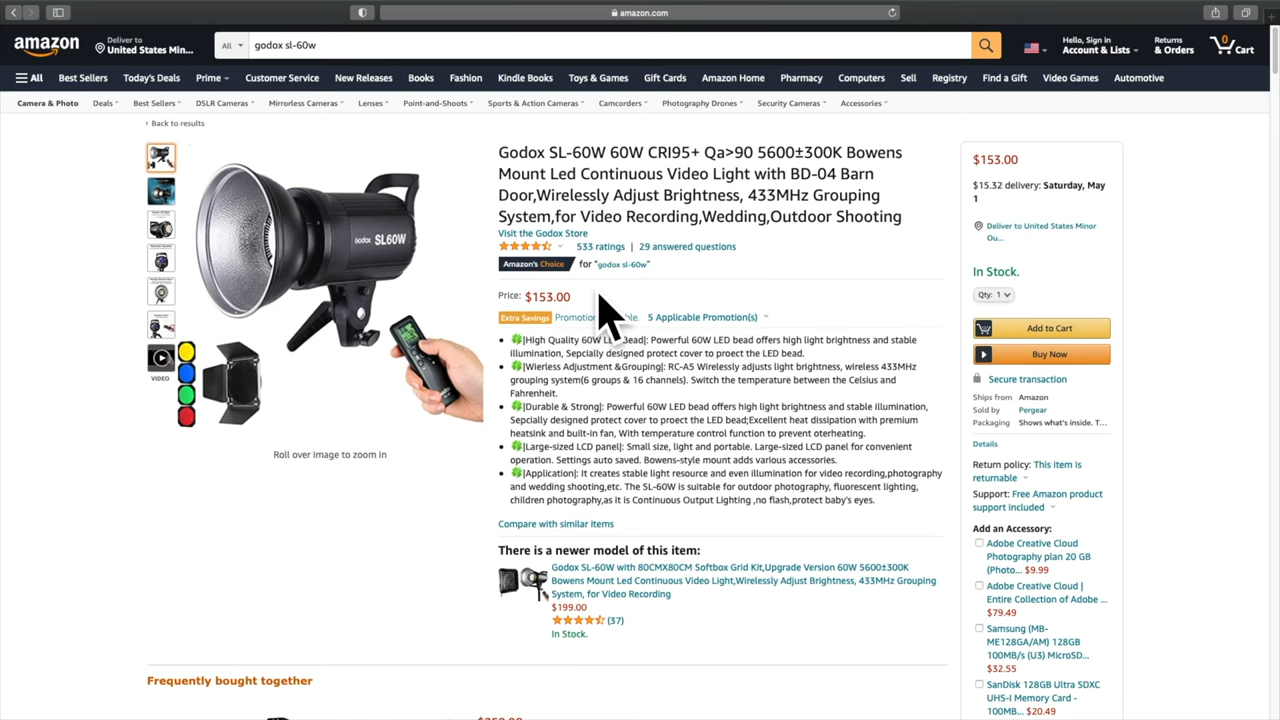 amazon.com
amazon
Deliver to
United States Min...
All
godox sl-60w
Hello, Sign in
Account & Lists
Returns
& Orders
0
Cart
All
Best Sellers
Today's Deals
Prime
Customer Service
New Releases
Books
Fashion
Kindle Books
Toys & Games
Gift Cards
Amazon Home
Pharmacy
Computers
Sell
Registry
Find a Gift
Video Games
Automotive
Camera & Photo
Deals
Best Sellers
DSLR Cameras
Mirrorless Cameras
Lenses
Point-and-Shoots
Sports & Action Cameras
Camcorders
Photography Drones
Security Cameras
Accessories
‹ Back to results
godox SL60W
VIDEO
Roll over image to zoom in
Godox SL-60W 60W CRI95+ Qa>90 5600±300K Bowens
Mount Led Continuous Video Light with BD-04 Barn
Door,Wirelessly Adjust Brightness, 433MHz Grouping
System,for Video Recording,Wedding,Outdoor Shooting
Visit the Godox Store
533 ratings | 29 answered questions
Amazon's Choice for "godox sl-60w"
Price: $153.00
Extra Savings 5 Applicable Promotion(s)
|High Quality 60W LED Bead|: Powerful 60W LED bead offers high light brightness and stable
illumination, Sepcially designed protect cover to proect the LED bead.
|Wierless Adjustment &Grouping|: RC-A5 Wirelessly adjusts light brightness, wireless 433MHz
grouping system(6 groups & 16 channels). Switch the temperature between the Celsius and
Fahrenheit.
|Durable & Strong|: Powerful 60W LED bead offers high light brightness and stable illumination,
Sepcially designed protect cover to proect the LED bead;Excellent heat dissipation with premium
heatsink and built-in fan, With temperature control function to prevent oterheating.
|Large-sized LCD panel|: Small size, light and portable. Large-sized LCD panel for convenient
operation. Settings auto saved. Bowens-style mount adds various accessories.
|Application|: It creates stable light resource and even illumination for video recording,photography
and wedding shooting,etc. The SL-60W is suitable for outdoor photography, fluorescent lighting,
children photography,as it is Continuous Output Lighting ,no flash,protect baby's eyes.
Compare with similar items
There is a newer model of this item:
Godox SL-60W with 80CMX80CM Softbox Grid Kit,Upgrade Version 60W 5600±300K
Bowens Mount Led Continuous Video Light,Wirelessly Adjust Brightness, 433MHz Grouping
System, for Video Recording
$199.00
(37)
In Stock.
Frequently bought together
$153.00
$15.32 delivery: Saturday, May
1
Deliver to United States Minor
Ou...
In Stock.
Qty: 1
Add to Cart
Buy Now
Secure transaction
Ships from Amazon
Sold by Pergear
Packaging Shows what's inside. T...
Details
Return policy: This item is
returnable
Support: Free Amazon product
support included
Add an Accessory:
Adobe Creative Cloud
Photography plan 20 GB
(Photo... $9.99
Adobe Creative Cloud |
Entire Collection of Adobe ...
$79.49
Samsung (MB-
ME128GA/AM) 128GB
100MB/s (U3) MicroSD...
$32.55
SanDisk 128GB Ultra SDXC
UHS-I Memory Card -
100MB... $20.49